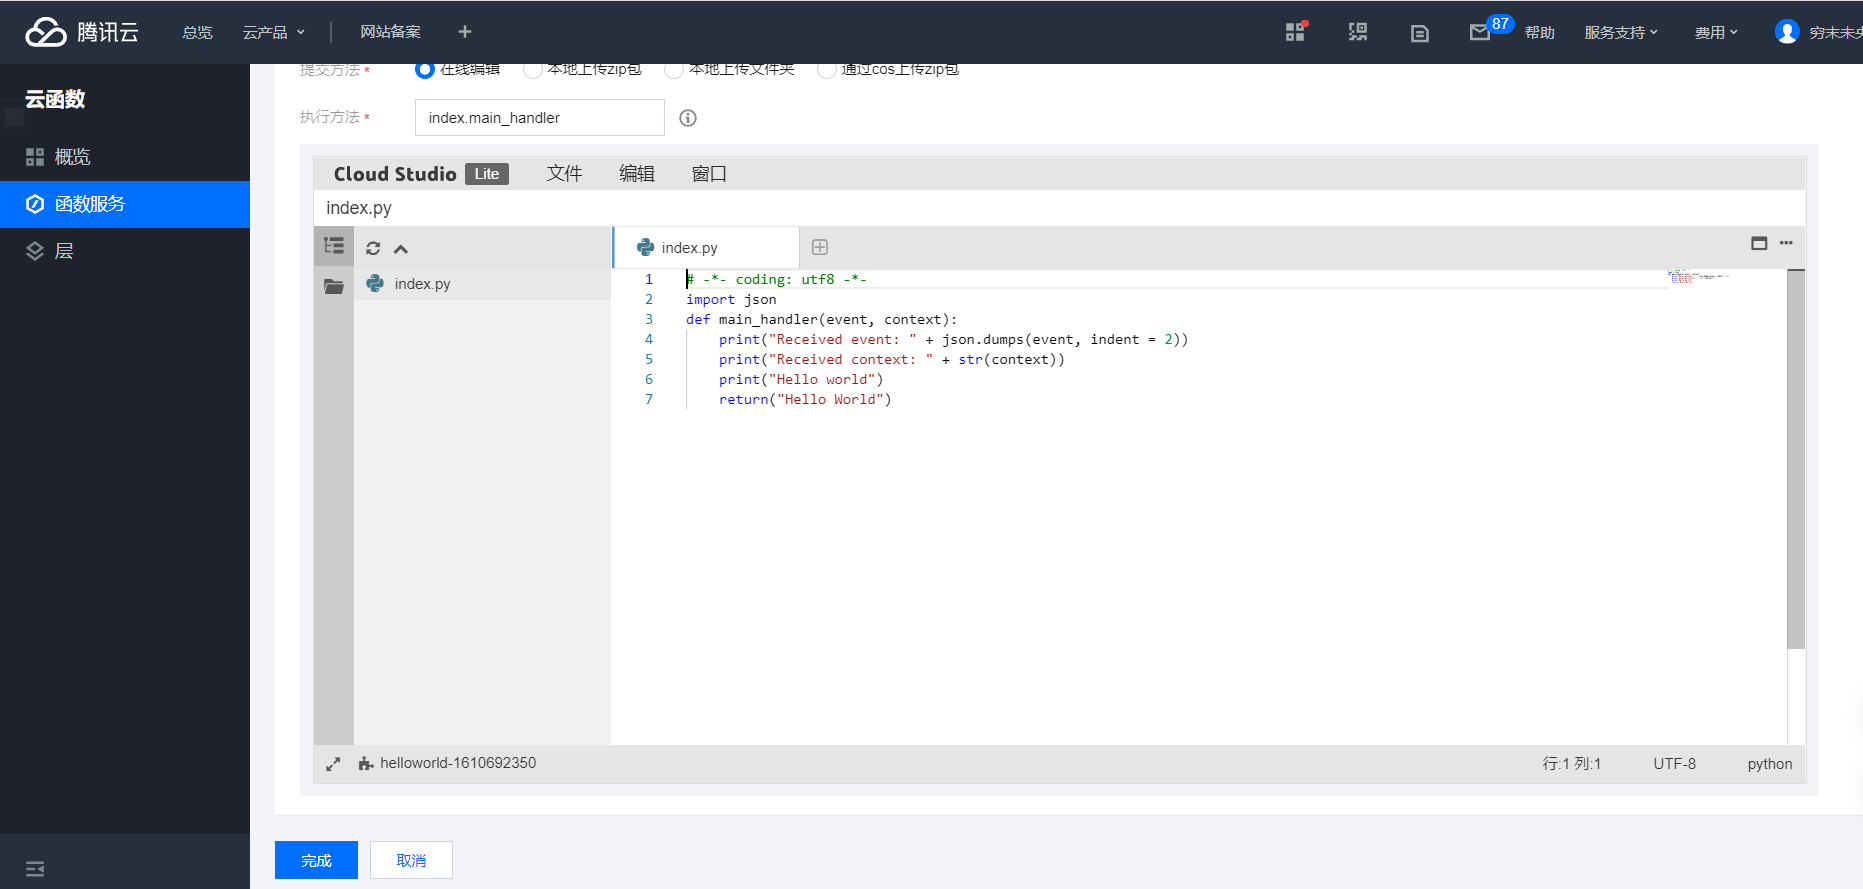 腾讯云 总览 云产品 网站备案 + 87 帮助 服务支持 费用 穷末未央
云函数
概览
函数服务
层
提交方法 * 在线编辑 本地上传zip包 本地上传文件夹 通过cos上传zip包
执行方法 * index.main_handler
Cloud Studio Lite 文件 编辑 窗口
index.py
index.py
index.py
1 # -*- coding: utf8 -*-
2 import json
3 def main_handler(event, context):
4 print("Received event: " + json.dumps(event, indent = 2))
5 print("Received context: " + str(context))
6 print("Hello world")
7 return("Hello World")
helloworld-1610692350 行:1 列:1 UTF-8 python
完成 取消